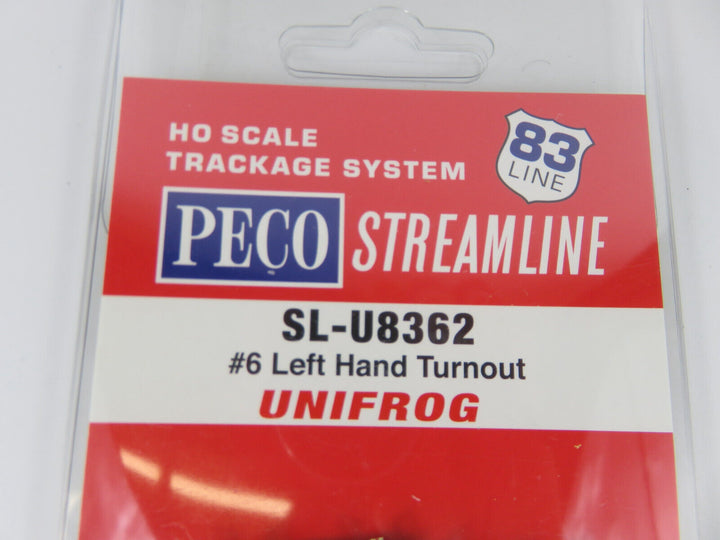 HO SCALE
TRACKAGE SYSTEM
83
LINE
PECO STREAMLINE
SL-U8362
#6 Left Hand Turnout
UNIFROG